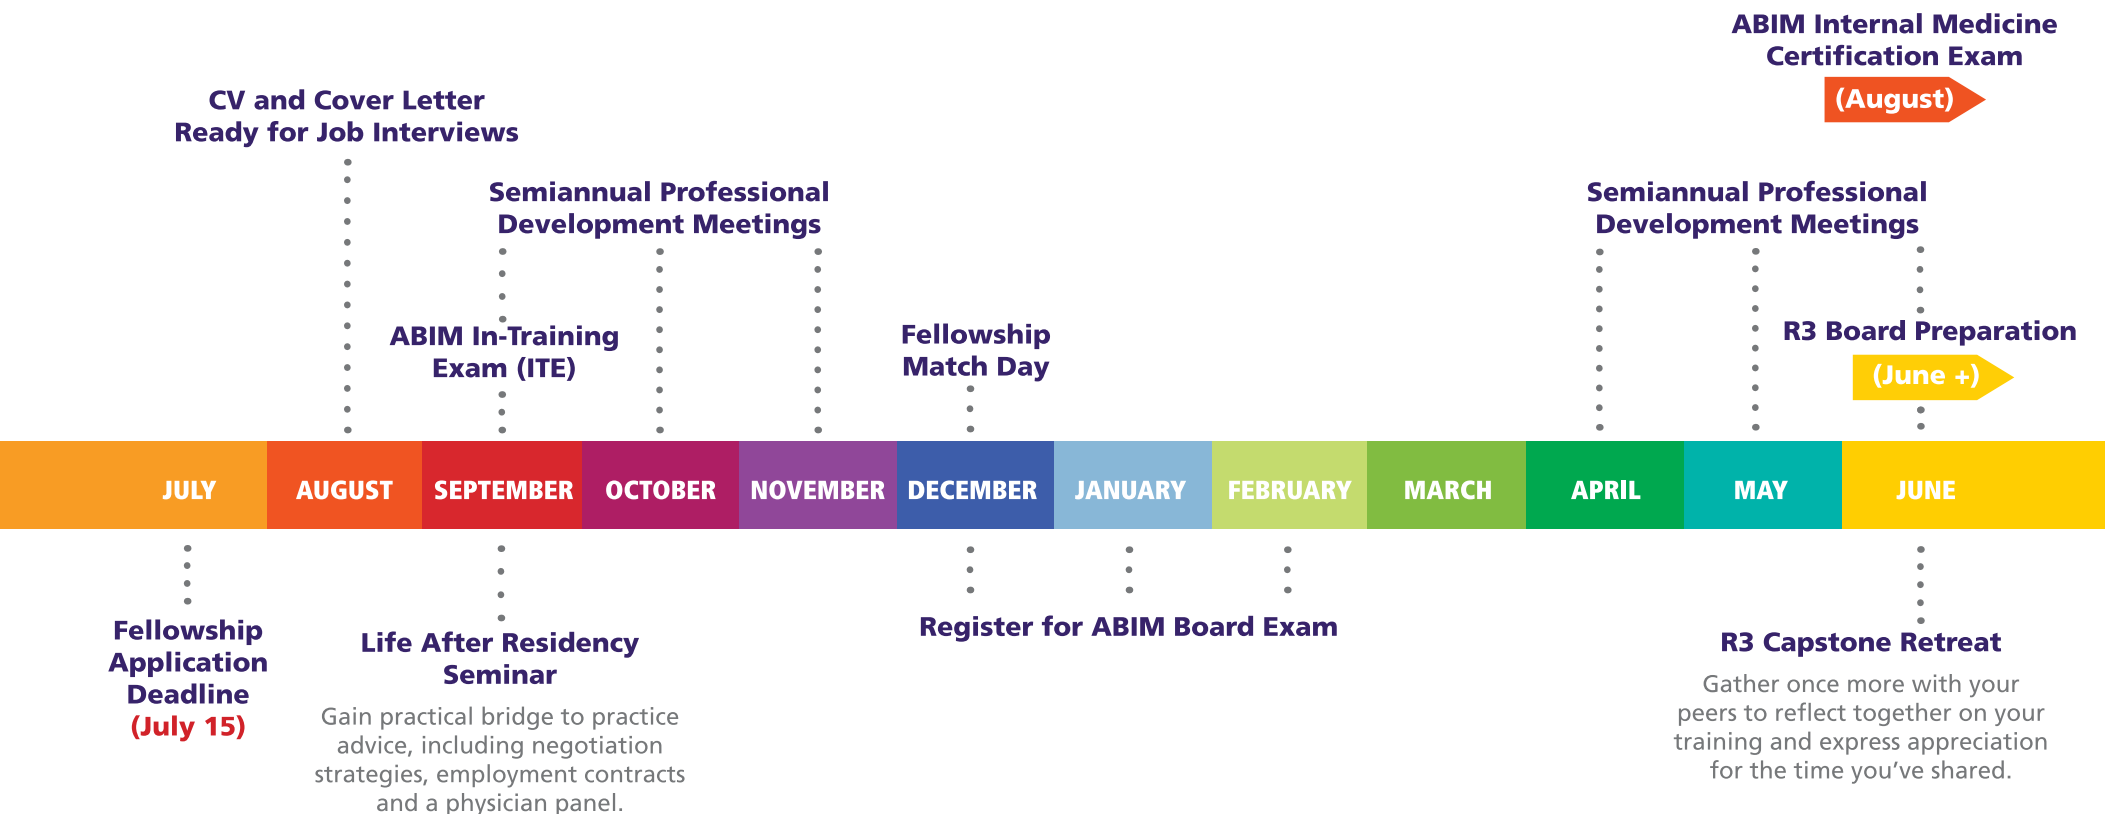 ABIM Internal Medicine
Certification Exam
(August)
CV and Cover Letter
Ready for Job Interviews
Semiannual Professional
Development Meetings
Semiannual Professional
Development Meetings
ABIM In-Training
Exam (ITE)
Fellowship
Match Day
R3 Board Preparation
(June +)
JULY AUGUST SEPTEMBER OCTOBER NOVEMBER DECEMBER JANUARY FEBRUARY MARCH APRIL MAY JUNE
Fellowship
Application
Deadline
(July 15)
Life After Residency
Seminar
Gain practical bridge to practice
advice, including negotiation
strategies, employment contracts
and a physician panel.
Register for ABIM Board Exam
R3 Capstone Retreat
Gather once more with your
peers to reflect together on your
training and express appreciation
for the time you’ve shared.